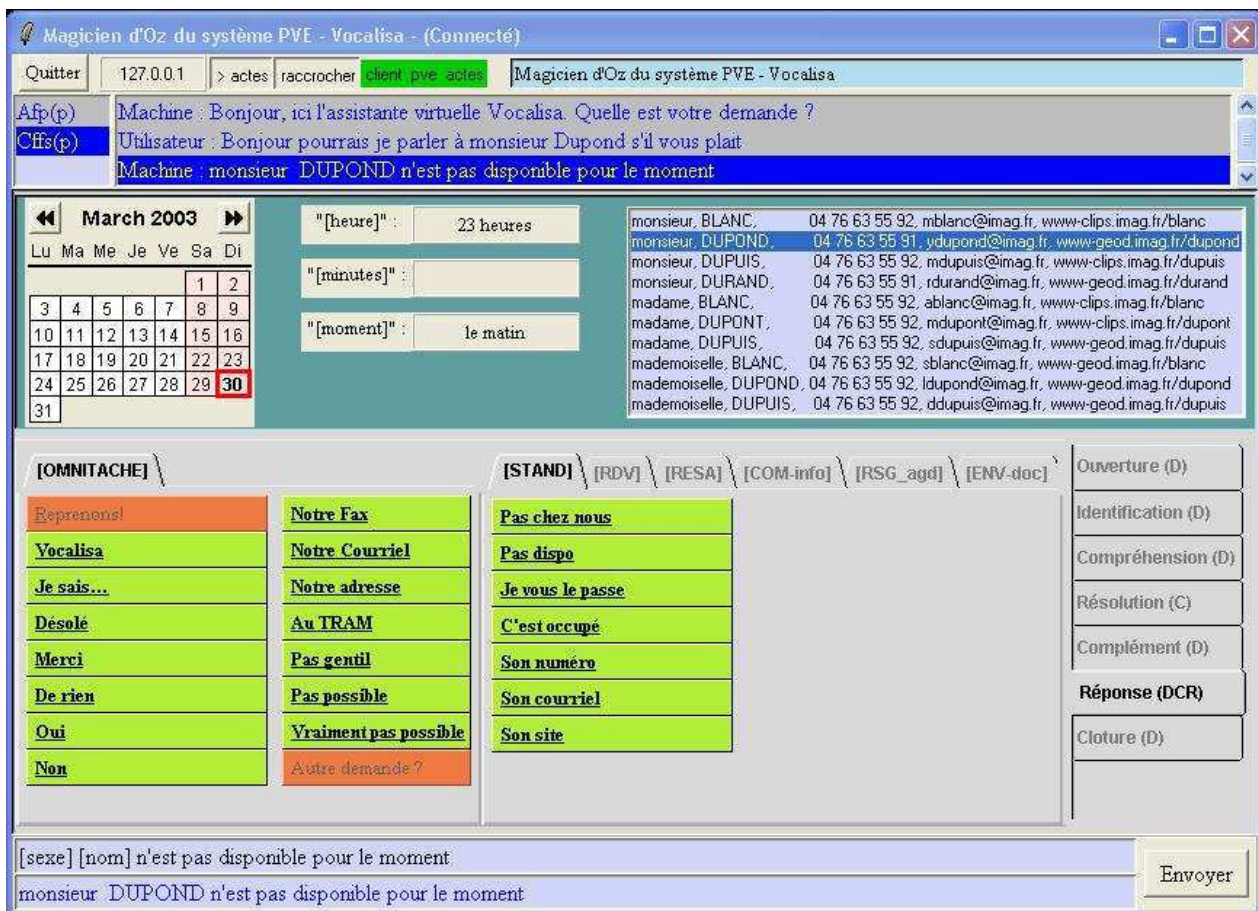 Magicien d'Oz du système PVE - Vocalisa - (Connecté)
Quitter 127.0.0.1 > actes raccrocher client pve actes Magicien d'Oz du système PVE - Vocalisa
Afp(p) Machine : Bonjour, ici l'assistante virtuelle Vocalisa. Quelle est votre demande ?
Cffs(p) Utilisateur : Bonjour pourrais je parler à monsieur Dupond s'il vous plait
Machine : monsieur DUPOND n'est pas disponible pour le moment
March 2003
Lu Ma Me Je Ve Sa Di
1 2
3 4 5 6 7 8 9
10 11 12 13 14 15 16
17 18 19 20 21 22 23
24 25 26 27 28 29 30
31
"[heure]" : 23 heures
"[minutes]" :
"[moment]" : le matin
monsieur, BLANC, 04 76 63 55 92, mblanc@imag.fr, www-clips.imag.fr/blanc
monsieur, DUPOND, 04 76 63 55 91, ydupond@imag.fr, www-geod.imag.fr/dupond
monsieur, DUPUIS, 04 76 63 55 92, mdupuis@imag.fr, www-clips.imag.fr/dupuis
monsieur, DURAND, 04 76 63 55 91, rdurand@imag.fr, www-geod.imag.fr/durand
madame, BLANC, 04 76 63 55 92, ablanc@imag.fr, www-clips.imag.fr/blanc
madame, DUPONT, 04 76 63 55 92, mdupont@imag.fr, www-clips.imag.fr/dupont
madame, DUPUIS, 04 76 63 55 92, sdupuis@imag.fr, www-geod.imag.fr/dupuis
mademoiselle, BLANC, 04 76 63 55 92, sblanc@imag.fr, www-geod.imag.fr/blanc
mademoiselle, DUPOND, 04 76 63 55 92, ldupond@imag.fr, www-geod.imag.fr/dupond
mademoiselle, DUPUIS, 04 76 63 55 92, ddupuis@imag.fr, www-geod.imag.fr/dupuis
[OMNITACHE]
Reprenons!
Vocalisa
Je sais...
Désolé
Merci
De rien
Oui
Non
Notre Fax
Notre Courriel
Notre adresse
Au TRAM
Pas gentil
Pas possible
Vraiment pas possible
Autre demande ?
[STAND] [RDV] [RESA] [COM-info] [RSG_agd] [ENV-doc]
Pas chez nous
Pas dispo
Je vous le passe
C'est occupé
Son numéro
Son courriel
Son site
Ouverture (D)
Identification (D)
Compréhension (D)
Résolution (C)
Complément (D)
Réponse (DCR)
Cloture (D)
[sexe] [nom] n'est pas disponible pour le moment
monsieur DUPOND n'est pas disponible pour le moment
Envoyer